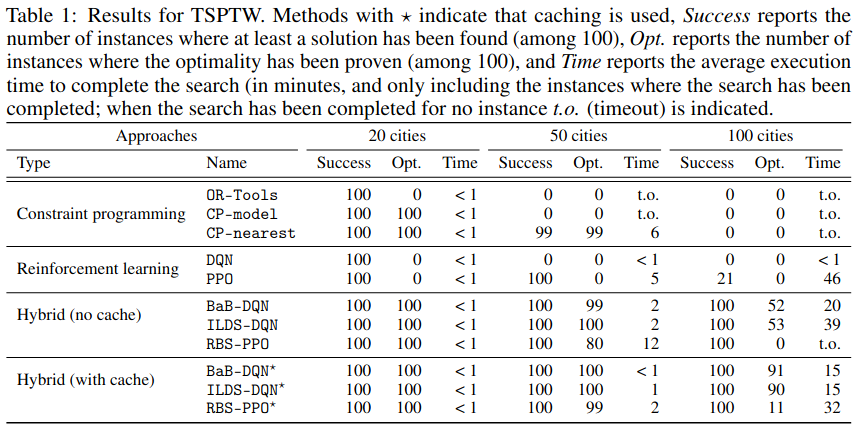 Table 1: Results for TSPTW. Methods with ⋆ indicate that caching is used, Success reports the
number of instances where at least a solution has been found (among 100), Opt. reports the number of
instances where the optimality has been proven (among 100), and Time reports the average execution
time to complete the search (in minutes, and only including the instances where the search has been
completed; when the search has been completed for no instance t.o. (timeout) is indicated.
Approaches 20 cities 50 cities 100 cities
Type Name Success Opt. Time Success Opt. Time Success Opt. Time
OR-Tools 100 0 < 1 0 0 t.o. 0 0 t.o.
Constraint programming CP-model 100 100 < 1 0 0 t.o. 0 0 t.o.
CP-nearest 100 100 < 1 99 99 6 0 0 t.o.
Reinforcement learning DQN 100 0 < 1 0 0 < 1 0 0 < 1
PPO 100 0 < 1 100 0 5 21 0 46
Hybrid (no cache) BaB-DQN 100 100 < 1 100 99 2 100 52 20
ILDS-DQN 100 100 < 1 100 100 2 100 53 39
RBS-PPO 100 100 < 1 100 80 12 100 0 t.o.
Hybrid (with cache) BaB-DQN⋆ 100 100 < 1 100 100 < 1 100 91 15
ILDS-DQN⋆ 100 100 < 1 100 100 1 100 90 15
RBS-PPO⋆ 100 100 < 1 100 99 2 100 11 32